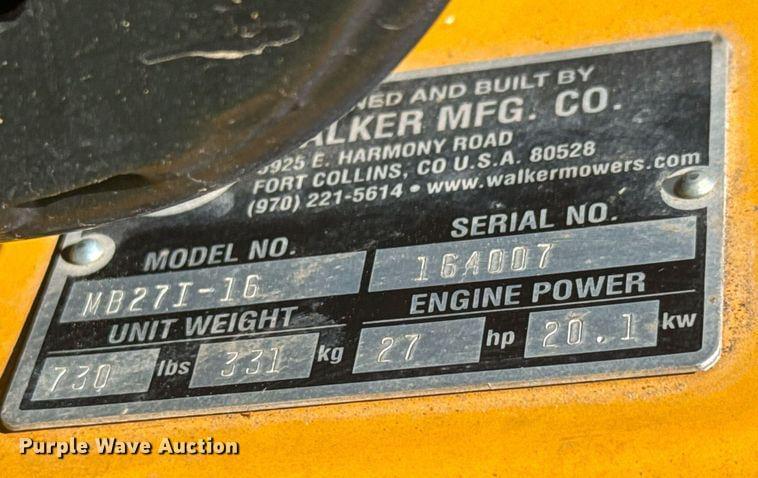 NED AND BUILT BY
ALKER MFG. CO.
5925 E. HARMONY ROAD
FORT COLLINS, CO U.S.A. 80528
(970) 221-5614 • www.walkermowers.com
MODEL NO.
SERIAL NO.
MB27I-16
164007
UNIT WEIGHT
ENGINE POWER
730 lbs 331 kg 27 hp 20.1 kw
Purple Wave Auction